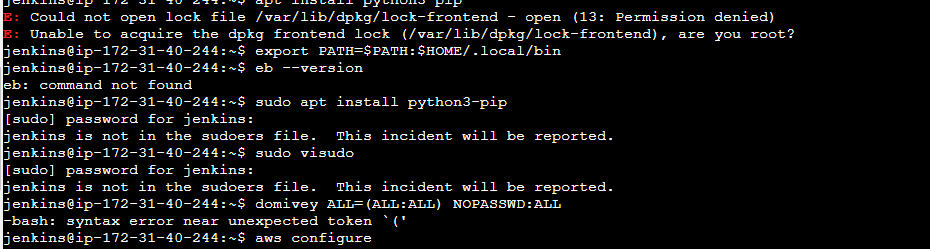 jenkins@ip-172-31-40-244:~$ apt install python3-pip
E: Could not open lock file /var/lib/dpkg/lock-frontend - open (13: Permission denied)
E: Unable to acquire the dpkg frontend lock (/var/lib/dpkg/lock-frontend), are you root?
jenkins@ip-172-31-40-244:~$ export PATH=$PATH:$HOME/.local/bin
jenkins@ip-172-31-40-244:~$ eb --version
eb: command not found
jenkins@ip-172-31-40-244:~$ sudo apt install python3-pip
[sudo] password for jenkins:
jenkins is not in the sudoers file.  This incident will be reported.
jenkins@ip-172-31-40-244:~$ sudo visudo
[sudo] password for jenkins:
jenkins is not in the sudoers file.  This incident will be reported.
jenkins@ip-172-31-40-244:~$ domivey ALL=(ALL:ALL) NOPASSWD:ALL
-bash: syntax error near unexpected token `('
jenkins@ip-172-31-40-244:~$ aws configure